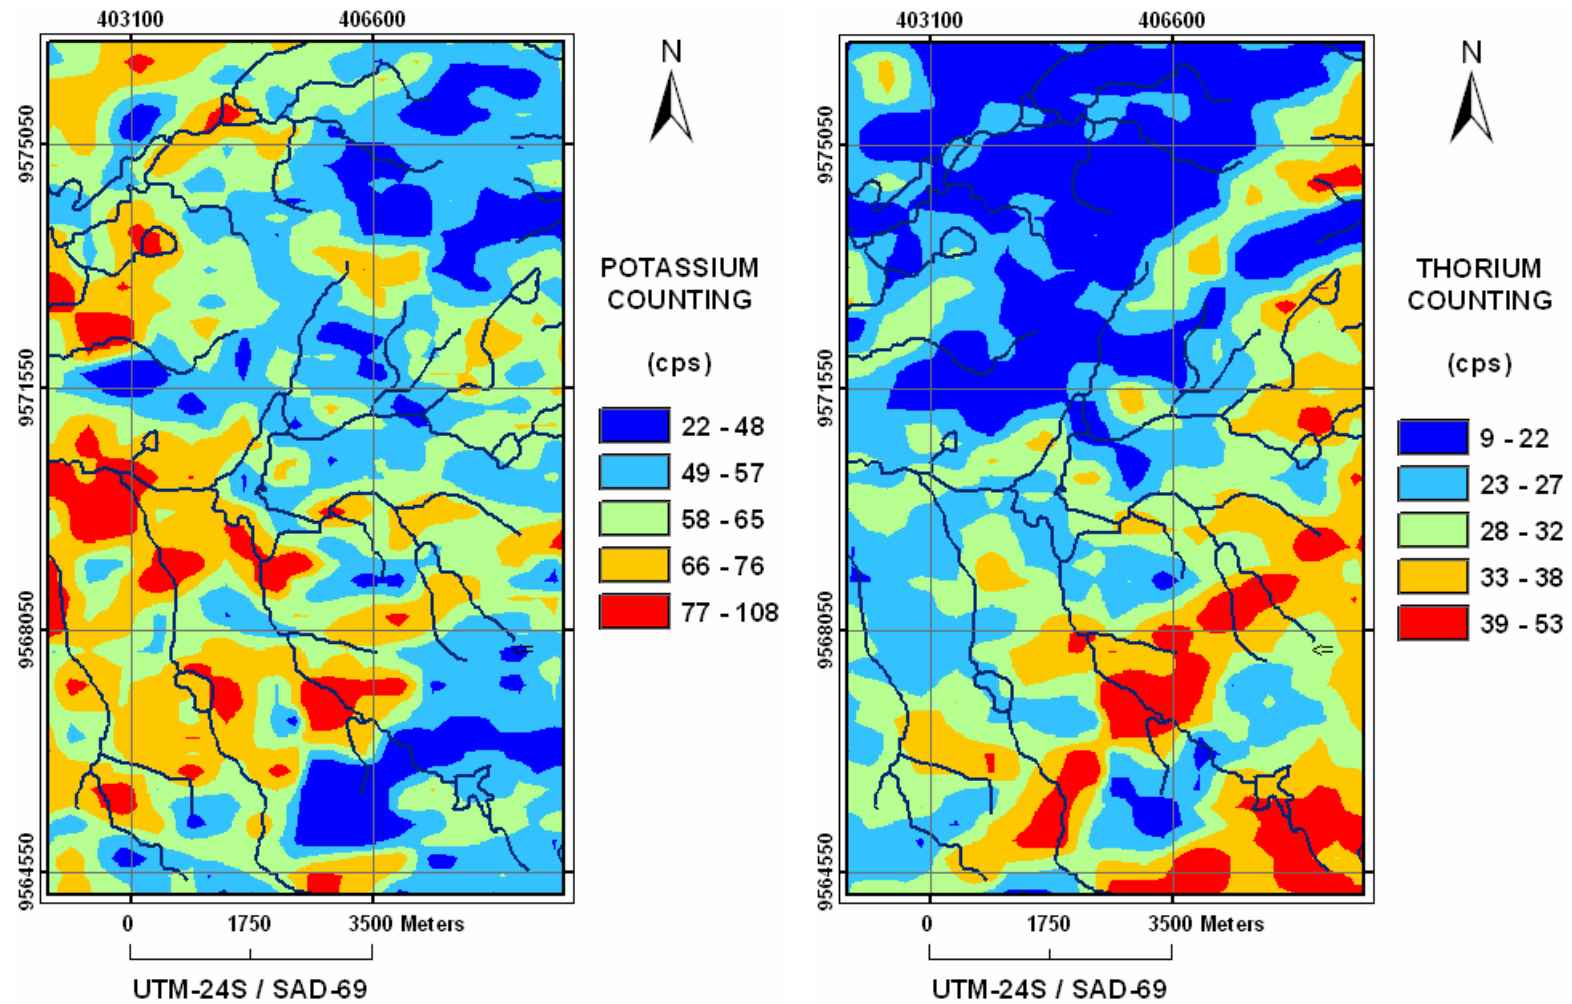 403100 406600
N
9575050
9571550
9568050
9564550
POTASSIUM
COUNTING
(cps)
22 - 48
49 - 57
58 - 65
66 - 76
77 - 108
<=
0 1750 3500 Meters
UTM-24S / SAD-69
403100 406600
N
9575050
9571550
9568050
9564550
THORIUM
COUNTING
(cps)
9 - 22
23 - 27
28 - 32
33 - 38
39 - 53
<=
0 1750 3500 Meters
UTM-24S / SAD-69